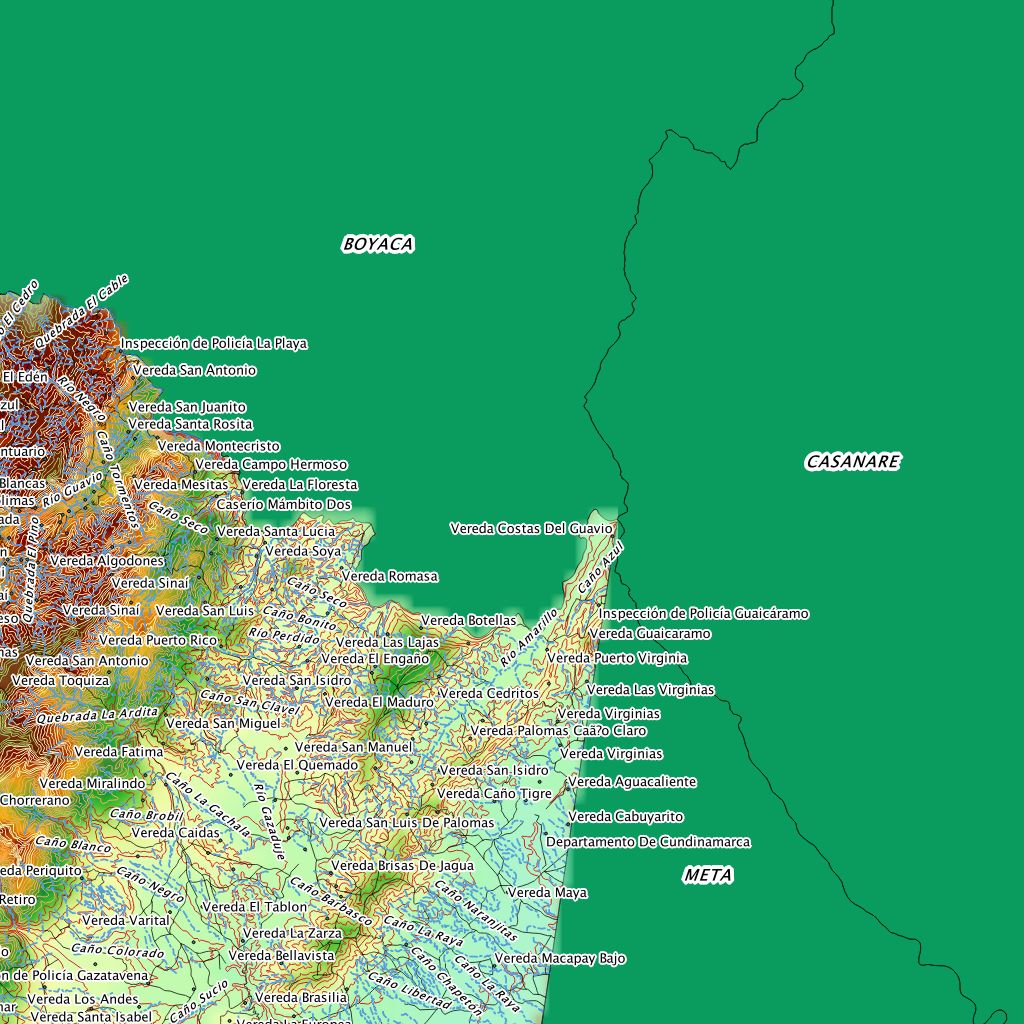 BOYACA
o El Cedro
Quebrada El Cable
Inspección de Policía La Playa
Vereda San Antonio
El Edén
Río Negro
zul
Vereda San Juanito
Vereda Santa Rosita
l
Caño Tormentos
Vereda Montecristo
ntuario
CASANARE
Vereda Campo Hermoso
Blancas
Río Guavio
Vereda Mesitas
Vereda La Floresta
limas
Caserío Mámbito Dos
Caño Seco
ada
Quebrada El Pino
Vereda Santa Lucia
Vereda Costas Del Guavio
n
Vereda Soya
Vereda Algodones
Caño Azul
i
Vereda Sinaí
Vereda Romasa
Caño Seco
ai
Vereda Sinaí
Vereda San Luis
Caño Bonito
Inspección de Policía Guaicáramo
eso
Vereda Botellas
Río Amarillo
Vereda Puerto Rico
Río Perdido
Vereda Las Lajas
Vereda Guaicaramo
nas
Vereda San Antonio
Vereda El Engaño
Vereda Puerto Virginia
Vereda Toquiza
Vereda San Isidro
Vereda Cedritos
Vereda Las Virginias
Caño San Clavel
Vereda El Maduro
Quebrada La Ardita
Vereda San Miguel
Vereda Virginias
Vereda Palomas Caã?o Claro
Vereda Fatima
Vereda San Manuel
Vereda Virginias
Vereda El Quemado
Vereda San Isidro
Vereda Miralindo
Caño La Gachala
Vereda Aguacaliente
Chorrerano
Río Gazaduje
Vereda Caño Tigre
Caño Brobil
Vereda San Luis De Palomas
Vereda Cabuyarito
Vereda Caidas
Departamento De Cundinamarca
Caño Blanco
eda Periquito
Vereda Brisas De Jagua
META
Caño Negro
Caños Barbasco
Caño Naranjitas
Vereda Maya
Retiro
Vereda El Tablon
Vereda Varital
Caño La Raya
Vereda La Zarza
o
Caño Colorado
Vereda Bellavista
Vereda Macapay Bajo
n de Policía Gazatavena
Caño Sucio
Caño Libertad
Caño Chaperon
Caño La Raya
Vereda Los Andes
Vereda Brasilia
nar
Vereda Santa Isabel
Vereda La Europea